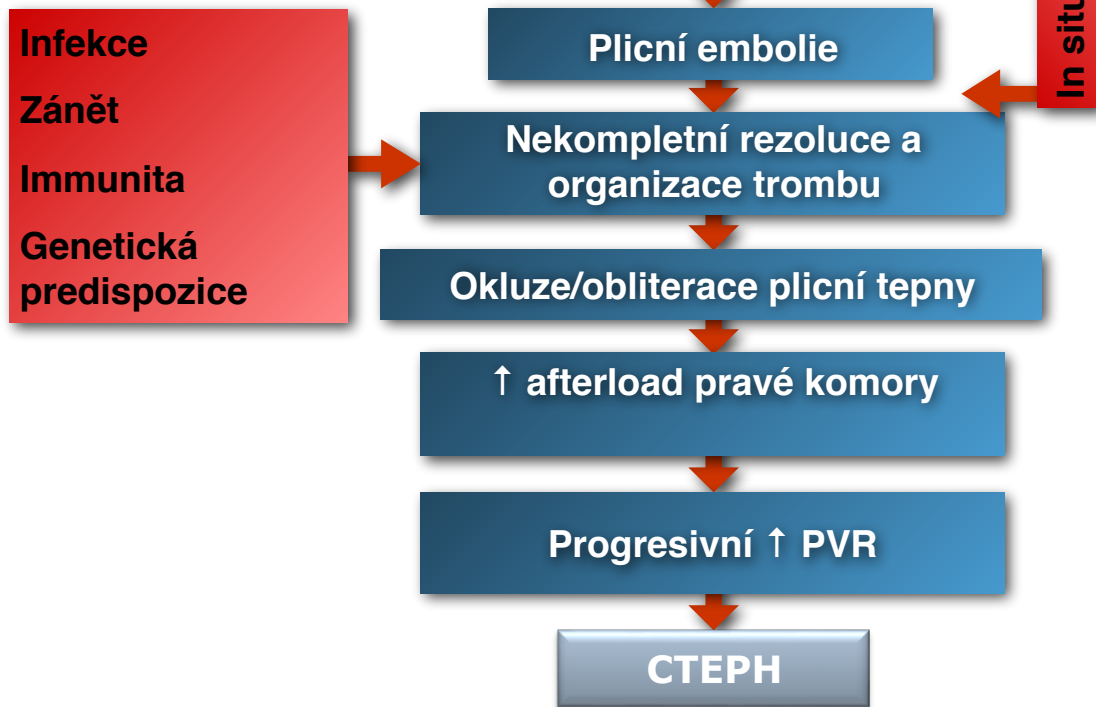 Infekce
Zánět
Immunita
Genetická
predispozice
Plicní embolie
In situ
Nekompletní rezoluce a
organizace trombu
Okluze/obliterace plicní tepny
↑ afterload pravé komory
Progresivní ↑ PVR
CTEPH